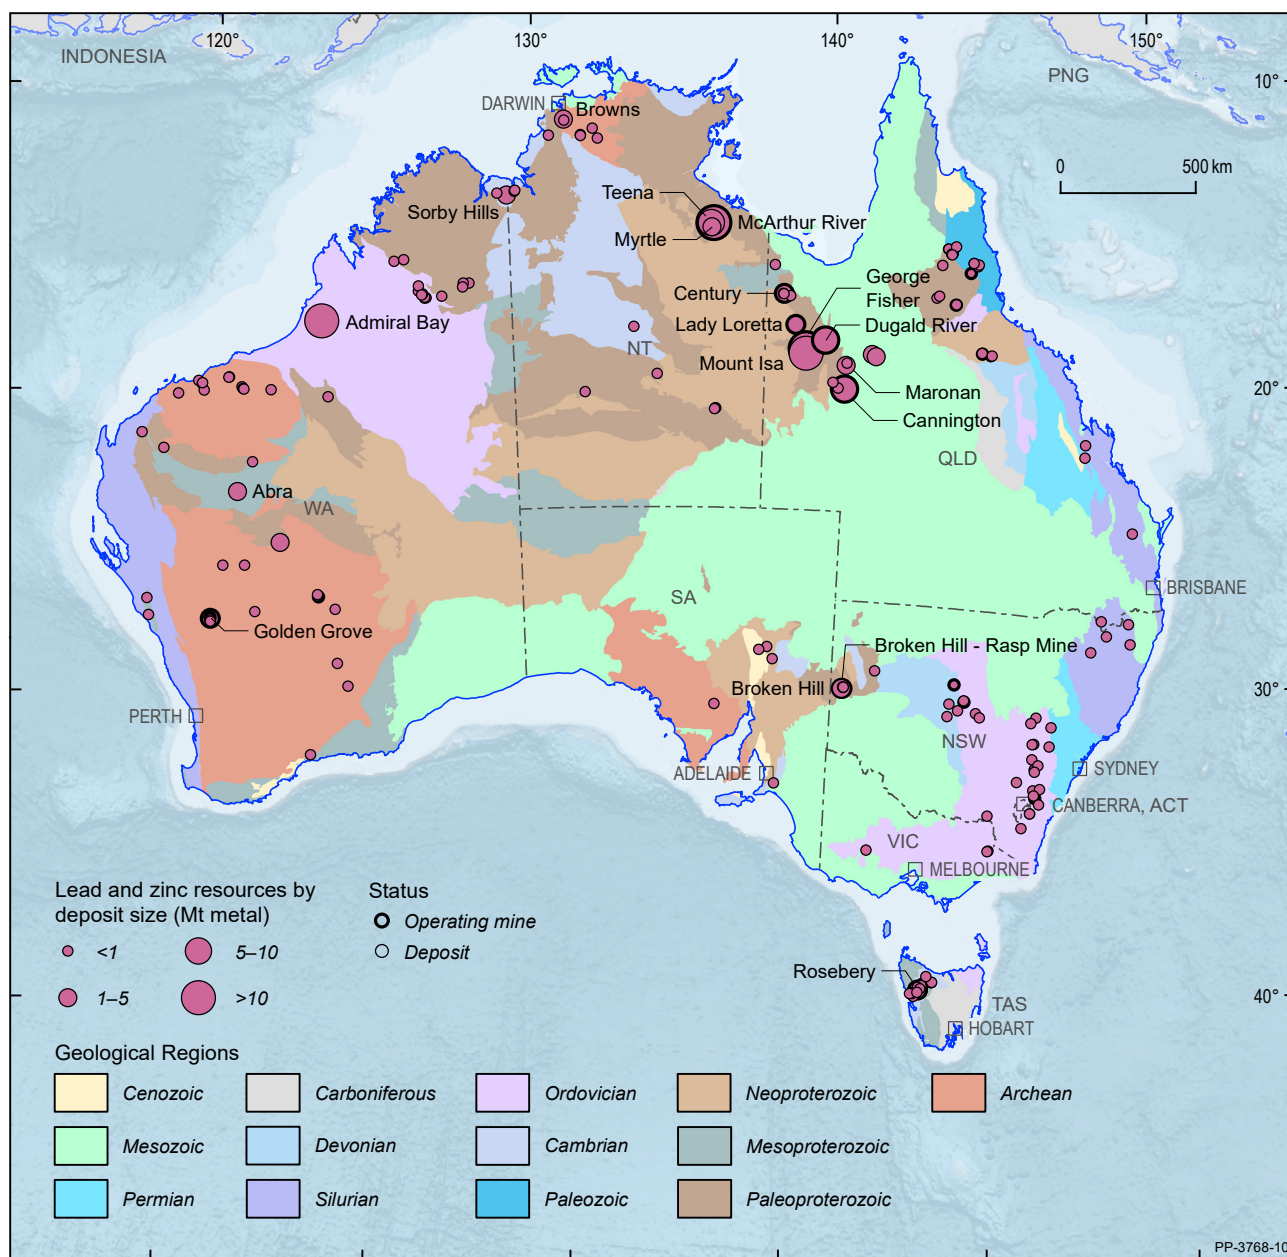 120°
130°
140°
150°
INDONESIA
PNG
10°
DARWIN
Browns
0
500 km
Teena
McArthur River
Sorby Hills
Myrtle
George
Fisher
Century
Lady Loretta
Dugald River
Admiral Bay
NT
Mount Isa
20°
Maronan
Cannington
QLD
Abra
WA
BRISBANE
SA
Golden Grove
Broken Hill - Rasp Mine
Broken Hill
30°
PERTH
NSW
ADELAIDE
SYDNEY
CANBERRA, ACT
VIC
MELBOURNE
Lead and zinc resources by
deposit size (Mt metal)
<1
5–10
1–5
>10
Status
Operating mine
Deposit
Rosebery
40°
TAS
HOBART
Geological Regions
Cenozoic
Carboniferous
Ordovician
Neoproterozoic
Archean
Mesozoic
Devonian
Cambrian
Mesoproterozoic
Permian
Silurian
Paleozoic
Paleoproterozoic
PP-3768-10